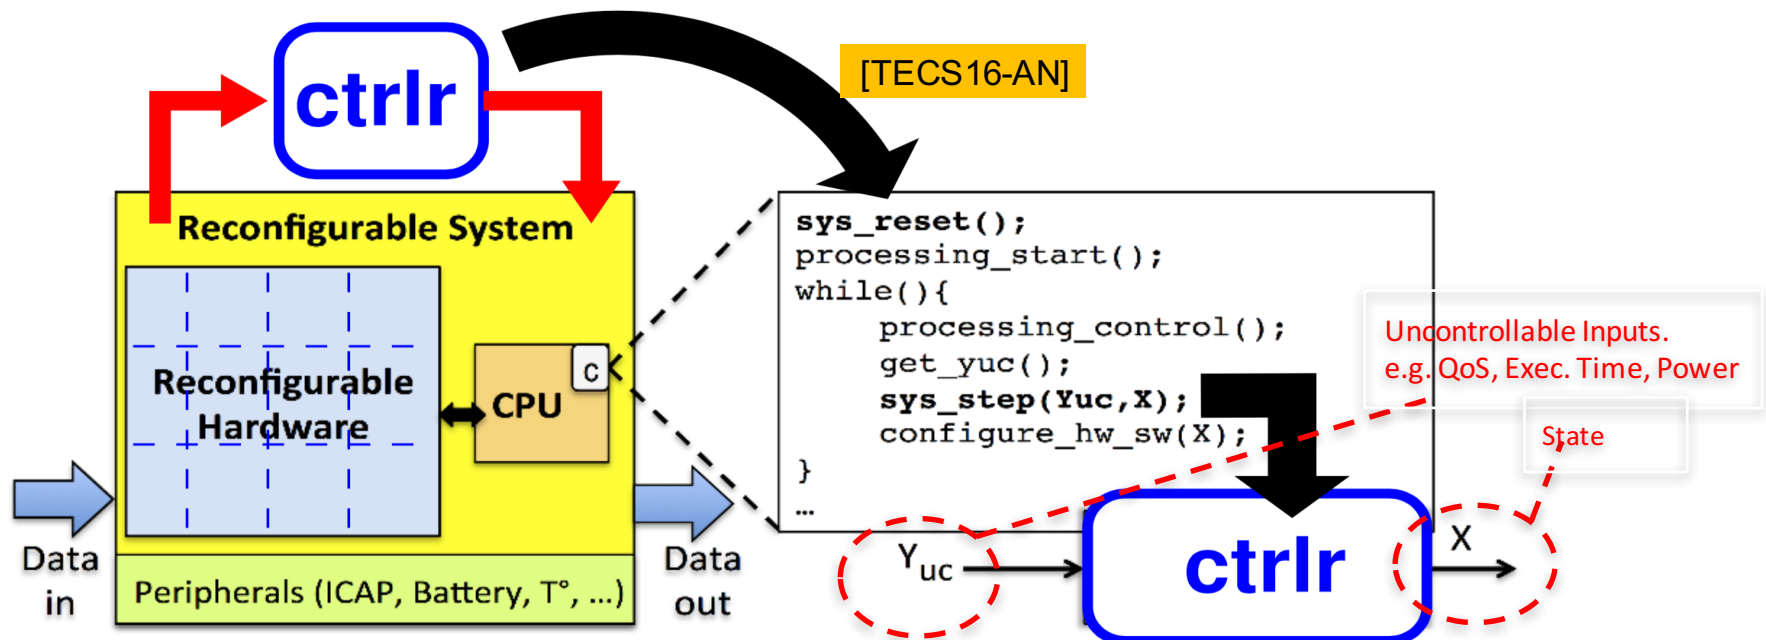 ctrlr
[TECS16-AN]
Reconfigurable System
Reconfigurable
Hardware
CPU
c
Data
in
Data
out
Peripherals (ICAP, Battery, T°, ...)
sys_reset();
processing_start();
while(){
processing_control();
get_yuc();
sys_step(Yuc,X);
configure_hw_sw(X);
}
...
Uncontrollable Inputs.
e.g. QoS, Exec. Time, Power
State
Yuc
ctrlr
X